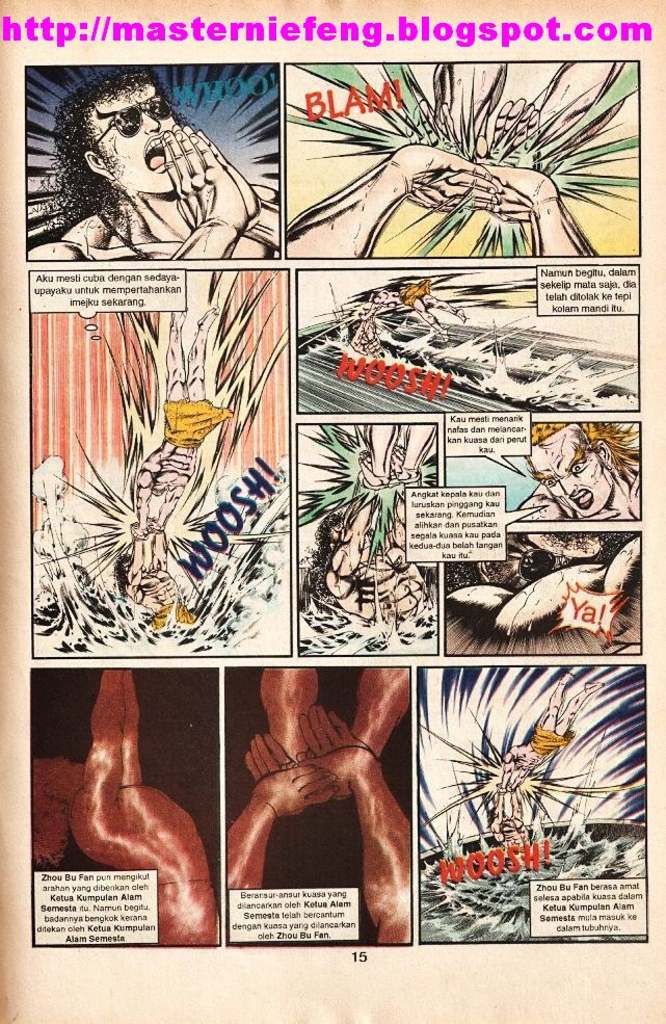 http://masterniefeng.blogspot.com
WHOO!
BLAM!
Aku mesti cuba dengan sedaya-
upayaku untuk mempertahankan
imejku sekarang.
WOOSH!
Namun begitu, dalam
sekelip mata saja, dia
telah ditolak ke tepi
kolam mandi itu.
WOOSH!
Kau mesti menarik
nafas dan melancar-
kan kuasa dari perut
kau.
Angkat kepala kau dan
luruskan pinggang kau
sekarang. Kemudian
alihkan dan pusatkan
segala kuasa kau pada
kedua-dua belah tangan
kau itu."
Ya!
Zhou Bu Fan pun mengikut
arahan yang diberikan oleh
Ketua Kumpulan Alam
Semesta itu. Namun begitu,
badannya bengkok kerana
ditekan oleh Ketua Kumpulan
Alam Semesta
Beransur-ansur kuasa yang
dilancarkan oleh Ketua Alam
Semesta telah bercantum
dengan kuasa yang dilancarkan
oleh Zhou Bu Fan.
WOOSH!
Zhou Bu Fan berasa amat
selesa apabila kuasa dalam
Ketua Kumpulan Alam
Semesta mula masuk ke
dalam tubuhnya.
15